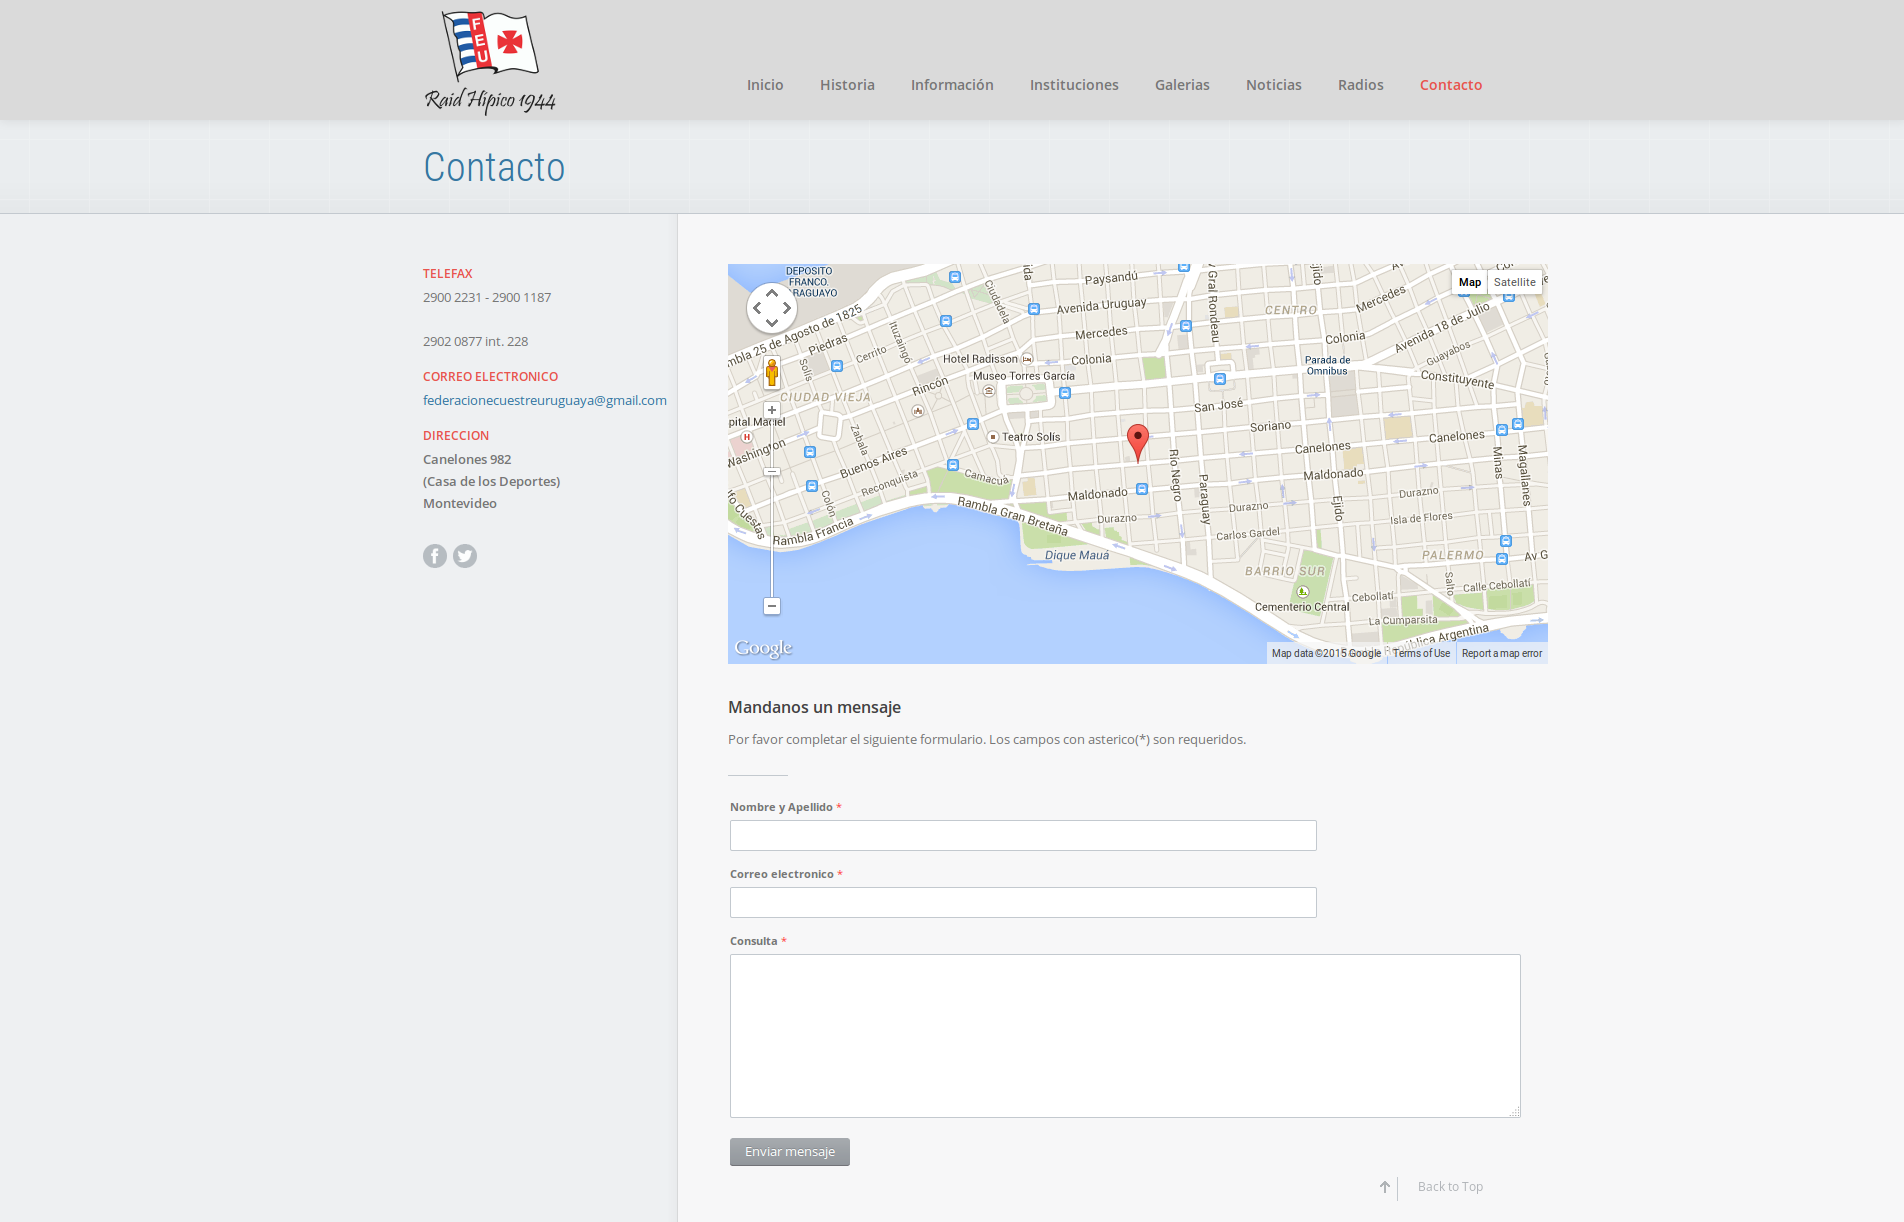 F
E
U
Raid Hípico 1944
Inicio
Historia
Información
Instituciones
Galerias
Noticias
Radios
Contacto
Contacto
TELEFAX
2900 2231 - 2900 1187
2902 0877 int. 228
CORREO ELECTRONICO
federacionecuestreuruguaya@gmail.com
DIRECCION
Canelones 982
(Casa de los Deportes)
Montevideo
DEPOSITO
FRANCO.
Paysandú
Avenida Uruguay
Mercedes
Colonia
Ciudadela
Gral Rondeau
CENTRO
Mercedes
Colonia
Avenida 18 de Julio
Guayabos
Constituyente
Parada de
Omnibus
Map
Satellite
25 de Agosto de 1825
Piedras
Cerrito
Ituzaingó
Solís
Rincón
CIUDAD VIEJA
Hotel Radisson
Museo Torres García
Teatro Solís
San José
Soriano
Canelones
Canelones
Maldonado
Maldonado
Minas
Magallanes
Washington
Zabala
Buenos Aires
Reconquista
Camacuá
Colón
Cuestas
Rambla Francia
Rambla Gran Bretaña
Río Negro
Paraguay
Ejido
Durazno
Durazno
Durazno
Isla de Flores
Carlos Gardel
Dique Mauá
BARRIO SUR
PALERMO
Cementerio Central
Cebollatí
Calle Cebollatí
Salto
La Cumparsita
Argentina
Google
Map data ©2015 Google
Terms of Use
Report a map error
Mandanos un mensaje
Por favor completar el siguiente formulario. Los campos con asterico(*) son requeridos.
Nombre y Apellido *
Correo electronico *
Consulta *
Enviar mensaje
Back to Top